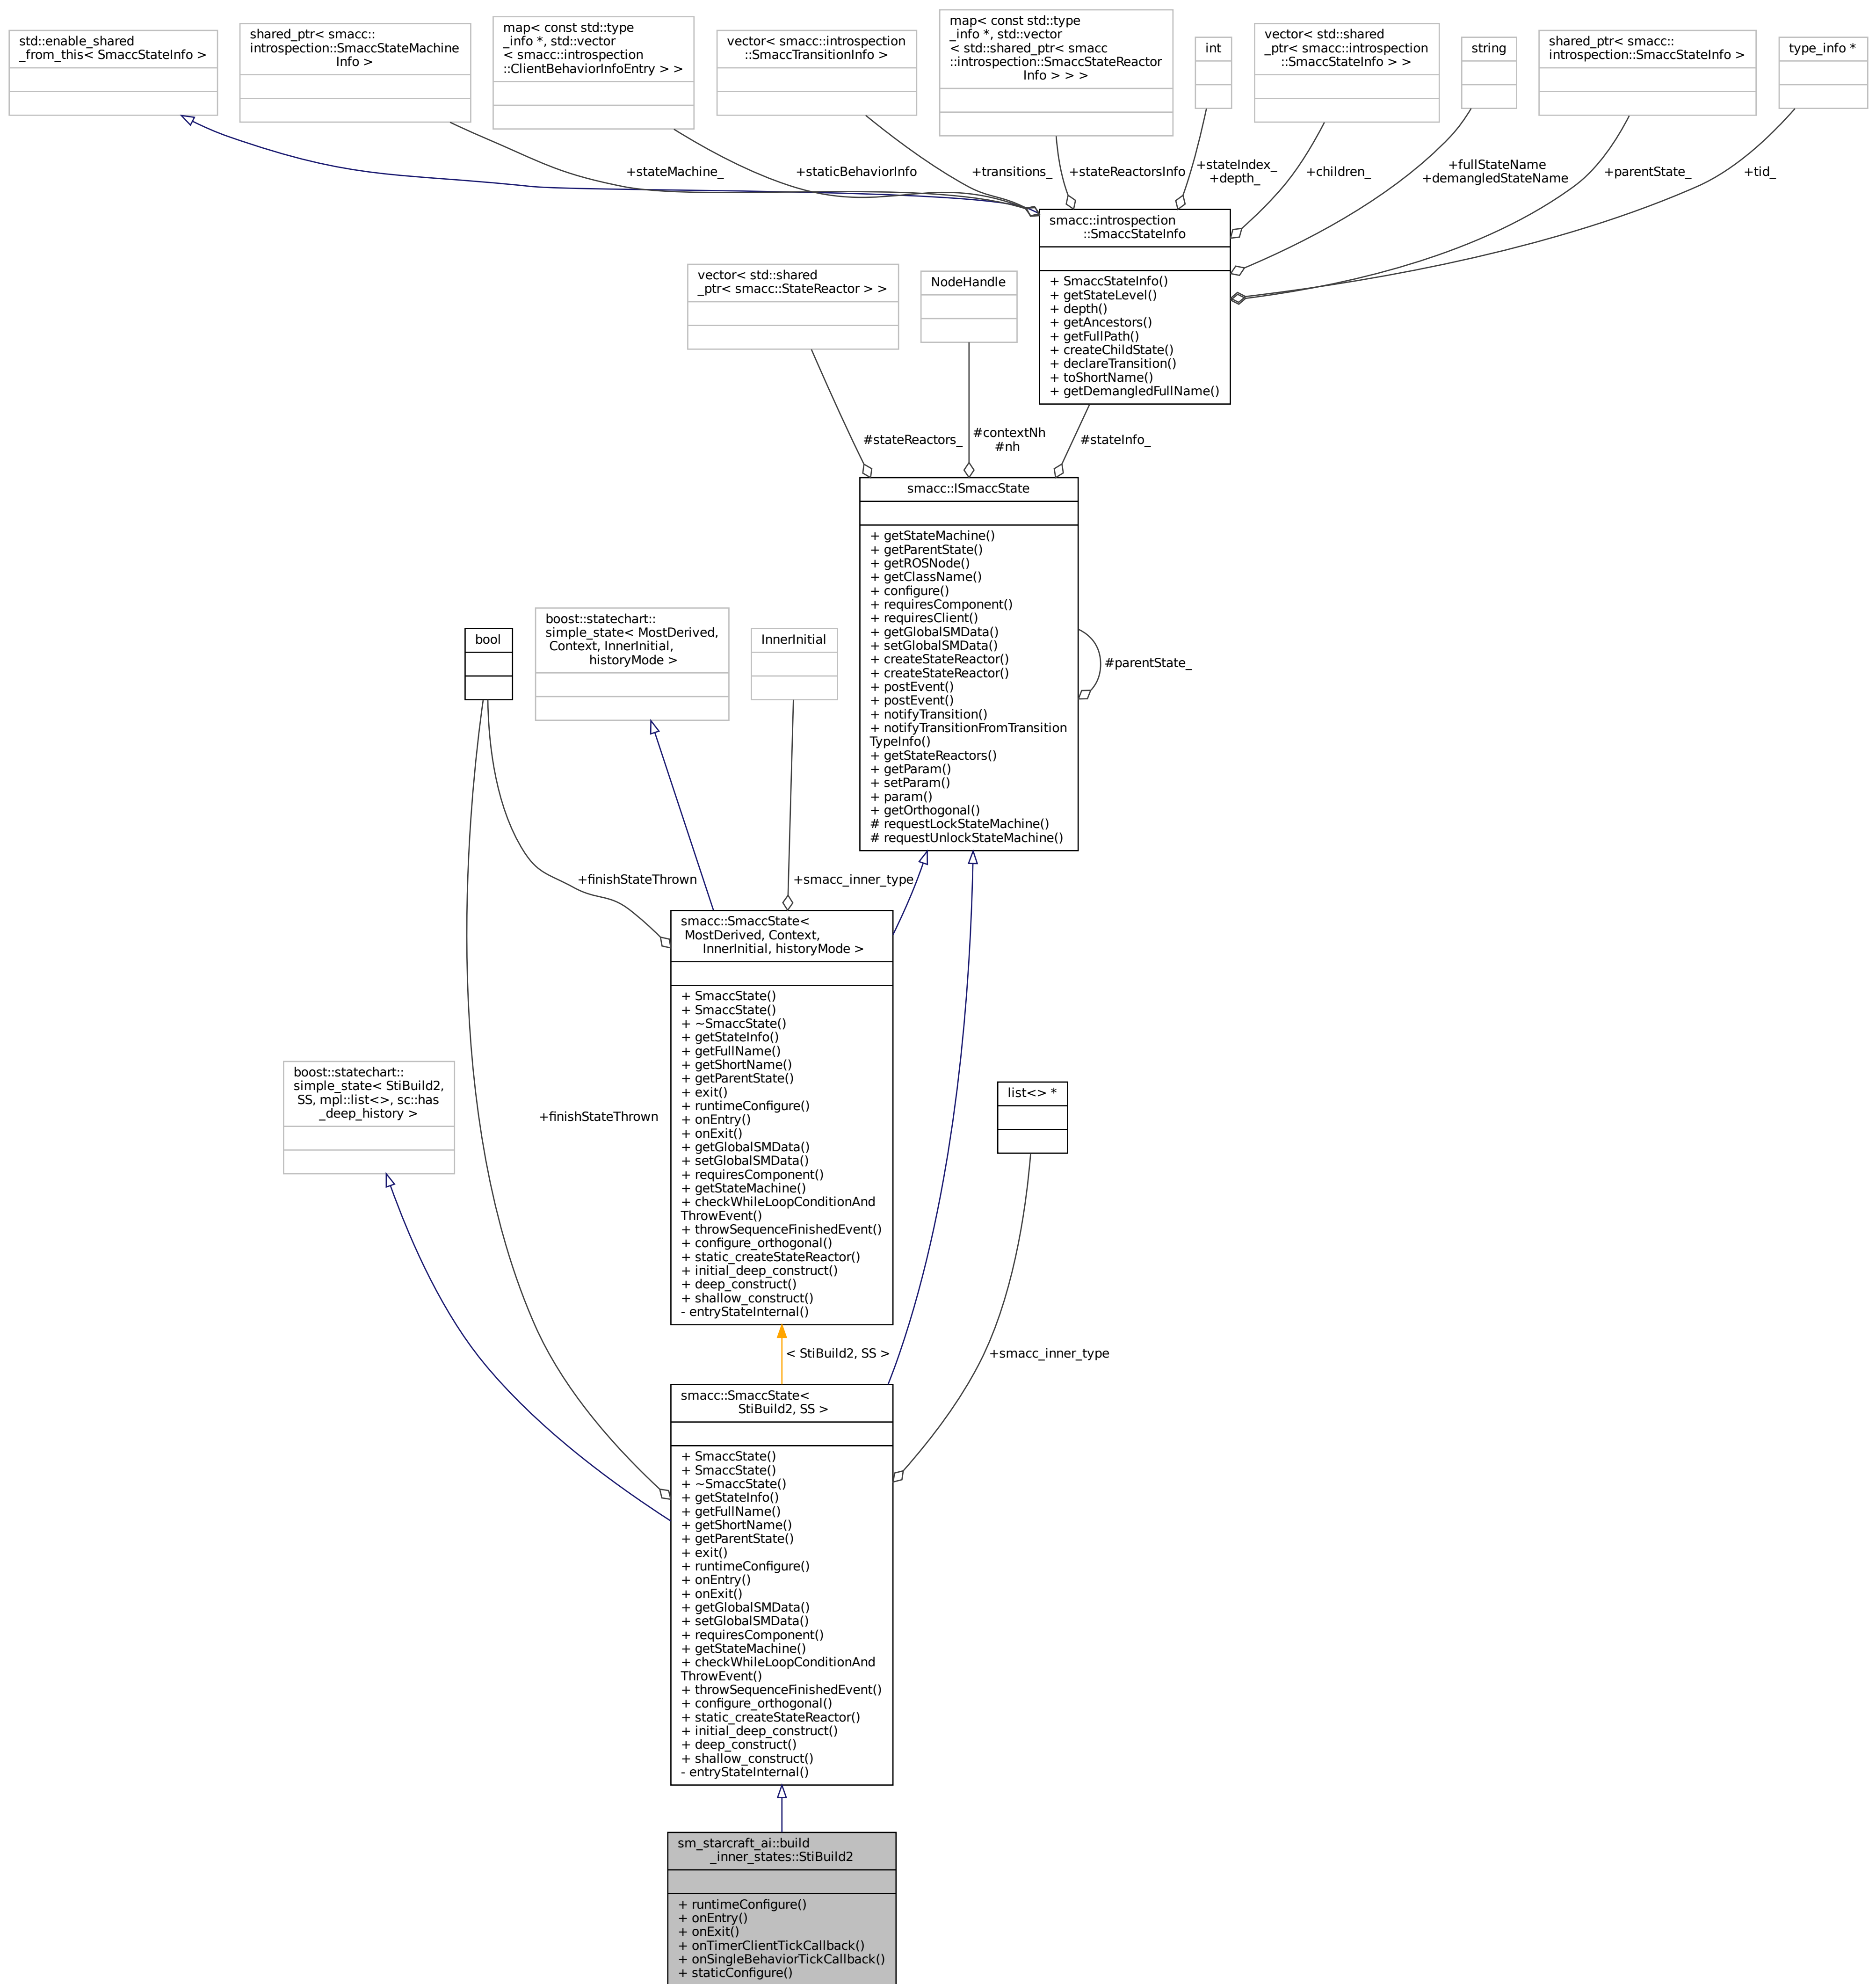 std::enable_shared
_from_this< SmaccStateInfo >
shared_ptr< smacc::
introspection::SmaccStateMachine
Info >
map< const std::type
_info *, std::vector
< smacc::introspection
::ClientBehaviorInfoEntry > >
vector< smacc::introspection
::SmaccTransitionInfo >
map< const std::type
_info *, std::vector
< std::shared_ptr< smacc
::introspection::SmaccStateReactor
Info > > >
int
vector< std::shared
_ptr< smacc::introspection
::SmaccStateInfo > >
string
shared_ptr< smacc::
introspection::SmaccStateInfo >
type_info *
+stateMachine_
+staticBehaviorInfo
+transitions_
+stateReactorsInfo
+stateIndex_
+depth_
+children_
+fullStateName
+demangledStateName
+parentState_
+tid_
smacc::introspection
::SmaccStateInfo
+ SmaccStateInfo()
+ getStateLevel()
+ depth()
+ getAncestors()
+ getFullPath()
+ createChildState()
+ declareTransition()
+ toShortName()
+ getDemangledFullName()
vector< std::shared
_ptr< smacc::StateReactor > >
NodeHandle
#stateReactors_
#contextNh
#nh
#stateInfo_
smacc::ISmaccState
+ getStateMachine()
+ getParentState()
+ getROSNode()
+ getClassName()
+ configure()
+ requiresComponent()
+ requiresClient()
+ getGlobalSMData()
+ setGlobalSMData()
+ createStateReactor()
+ createStateReactor()
+ postEvent()
+ postEvent()
+ notifyTransition()
+ notifyTransitionFromTransition
TypeInfo()
+ getStateReactors()
+ getParam()
+ setParam()
+ param()
+ getOrthogonal()
# requestLockStateMachine()
# requestUnlockStateMachine()
#parentState_
bool
boost::statechart::
simple_state< MostDerived,
Context, InnerInitial,
historyMode >
InnerInitial
+finishStateThrown
+smacc_inner_type
smacc::SmaccState<
MostDerived, Context,
InnerInitial, historyMode >
+ SmaccState()
+ SmaccState()
+ ~SmaccState()
+ getStateInfo()
+ getFullName()
+ getShortName()
+ getParentState()
+ exit()
+ runtimeConfigure()
+ onEntry()
+ onExit()
+ getGlobalSMData()
+ setGlobalSMData()
+ requiresComponent()
+ getStateMachine()
+ checkWhileLoopConditionAnd
ThrowEvent()
+ throwSequenceFinishedEvent()
+ configure_orthogonal()
+ static_createStateReactor()
+ initial_deep_construct()
+ deep_construct()
+ shallow_construct()
- entryStateInternal()
boost::statechart::
simple_state< StiBuild2,
SS, mpl::list<>, sc::has
_deep_history >
+finishStateThrown
list<> *
< StiBuild2, SS >
+smacc_inner_type
smacc::SmaccState<
StiBuild2, SS >
+ SmaccState()
+ SmaccState()
+ ~SmaccState()
+ getStateInfo()
+ getFullName()
+ getShortName()
+ getParentState()
+ exit()
+ runtimeConfigure()
+ onEntry()
+ onExit()
+ getGlobalSMData()
+ setGlobalSMData()
+ requiresComponent()
+ getStateMachine()
+ checkWhileLoopConditionAnd
ThrowEvent()
+ throwSequenceFinishedEvent()
+ configure_orthogonal()
+ static_createStateReactor()
+ initial_deep_construct()
+ deep_construct()
+ shallow_construct()
- entryStateInternal()
sm_starcraft_ai::build
_inner_states::StiBuild2
+ runtimeConfigure()
+ onEntry()
+ onExit()
+ onTimerClientTickCallback()
+ onSingleBehaviorTickCallback()
+ staticConfigure()